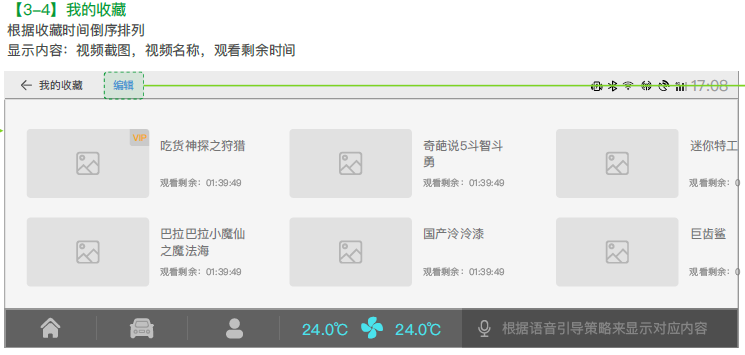 【3-4】我的收藏
根据收藏时间倒序排列
显示内容：视频截图，视频名称，观看剩余时间
我的收藏
编辑
17:08
VIP
吃货神探之狩猎
观看剩余：01:39:49
奇葩说5斗智斗
勇
观看剩余：01:39:49
迷你特工
观看剩余：0
巴拉巴拉小魔仙
之魔法海
观看剩余：01:39:49
国产泠泠漆
观看剩余：01:39:49
巨齿鲨
观看剩余：0
24.0℃
24.0℃
根据语音引导策略来显示对应内容